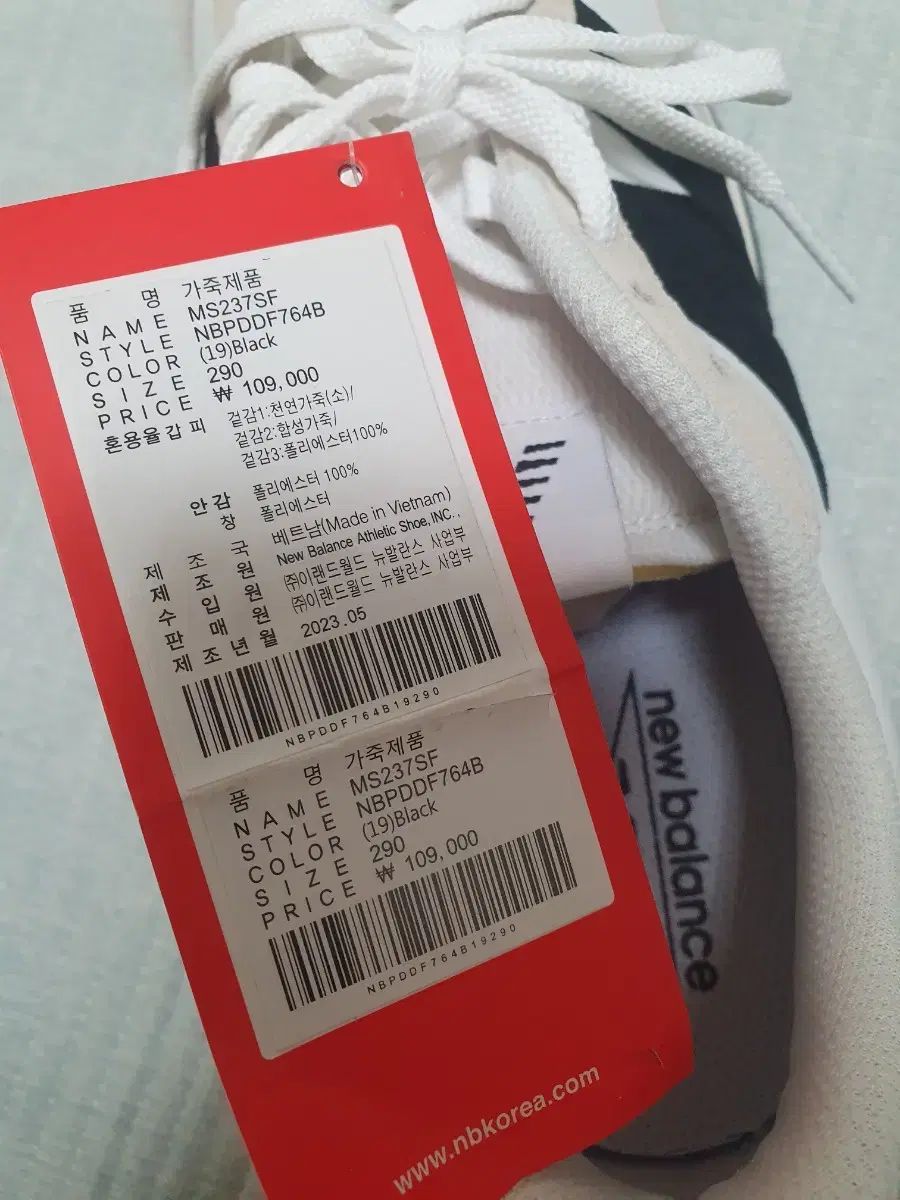 품 명 가죽제품
NAME MS237SF
STYLE NBPDDF764B
COLOR (19)Black
SIZE 290
PRICE ₩ 109,000
혼용율갑피 겉감1:천연가죽(소)/
겉감2:합성가죽/
겉감3:폴리에스터100%
안감 폴리에스터 100%
창 폴리에스터
제조국 베트남(Made in Vietnam)
제조원 New Balance Athletic Shoe, INC.,
수입원 ㈜이랜드월드 뉴발란스 사업부
판매원 ㈜이랜드월드 뉴발란스 사업부
제조년월 2023.05
NBPDDF764B19290
품 명 가죽제품
NAME MS237SF
STYLE NBPDDF764B
COLOR (19)Black
SIZE 290
PRICE ₩ 109,000
NBPDDF764B19290
www.nbkorea.com
new balance